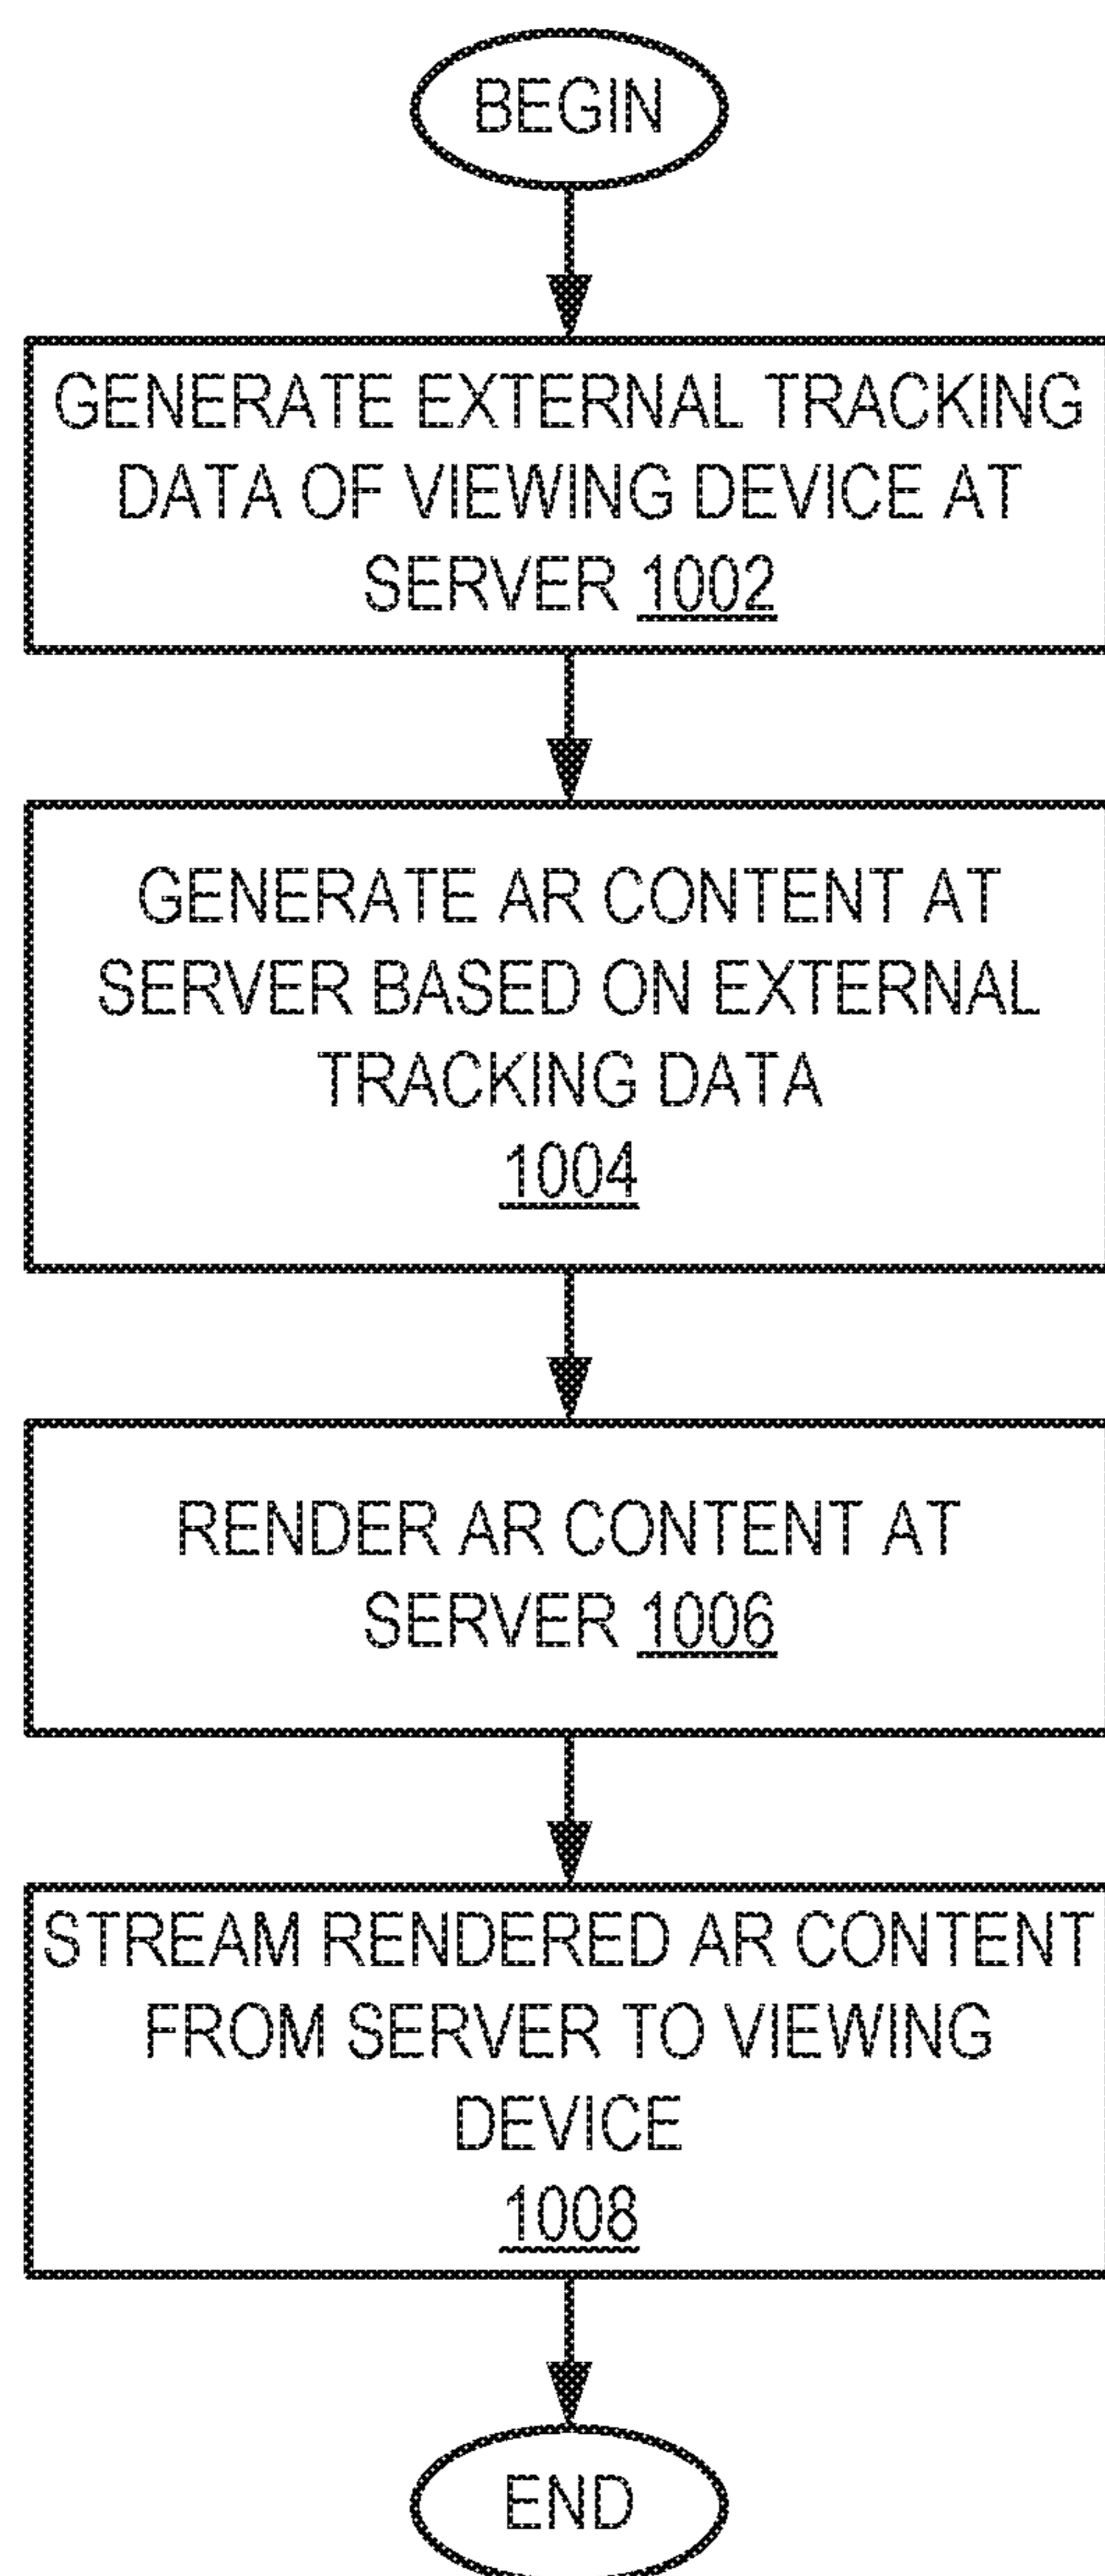 BEGIN
GENERATE EXTERNAL TRACKING
DATA OF VIEWING DEVICE AT
SERVER 1002
GENERATE AR CONTENT AT
SERVER BASED ON EXTERNAL
TRACKING DATA
1004
RENDER AR CONTENT AT
SERVER 1006
STREAM RENDERED AR CONTENT
FROM SERVER TO VIEWING
DEVICE
1008
END